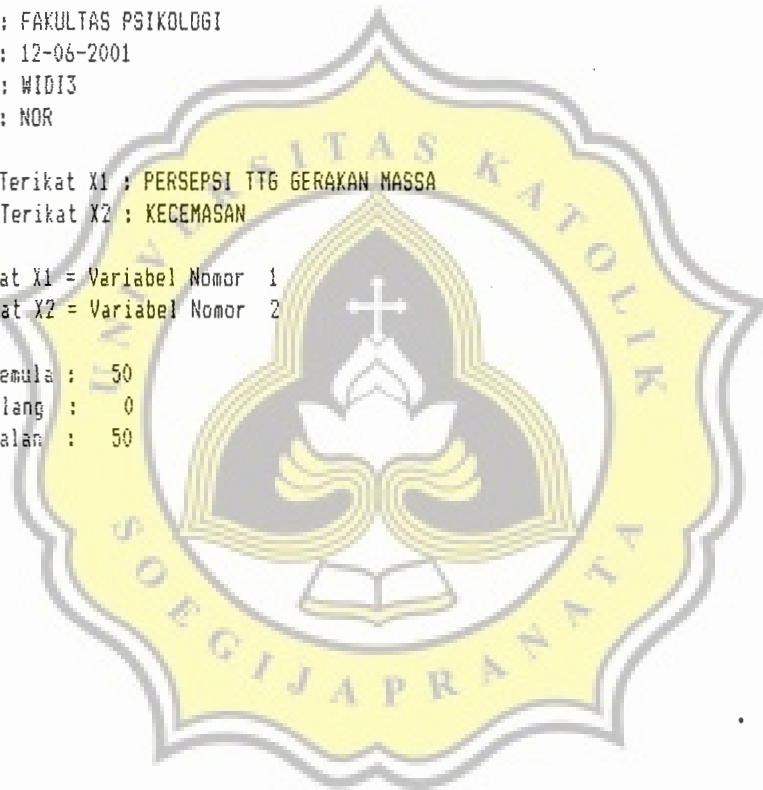 : FAKULTAS PSIKOLOGI
: 12-06-2001
: WIDI3
: NOR
Terikat X1 : PERSEPSI TTG GERAKAN MASSA
Terikat X2 : KECEMASAN
at X1 = Variabel Nomor 1
at X2 = Variabel Nomor 2
emula : 50
lang : 0
alan : 50
UNIVERSITAS KATOLIK
SOEGIJAPRANATA